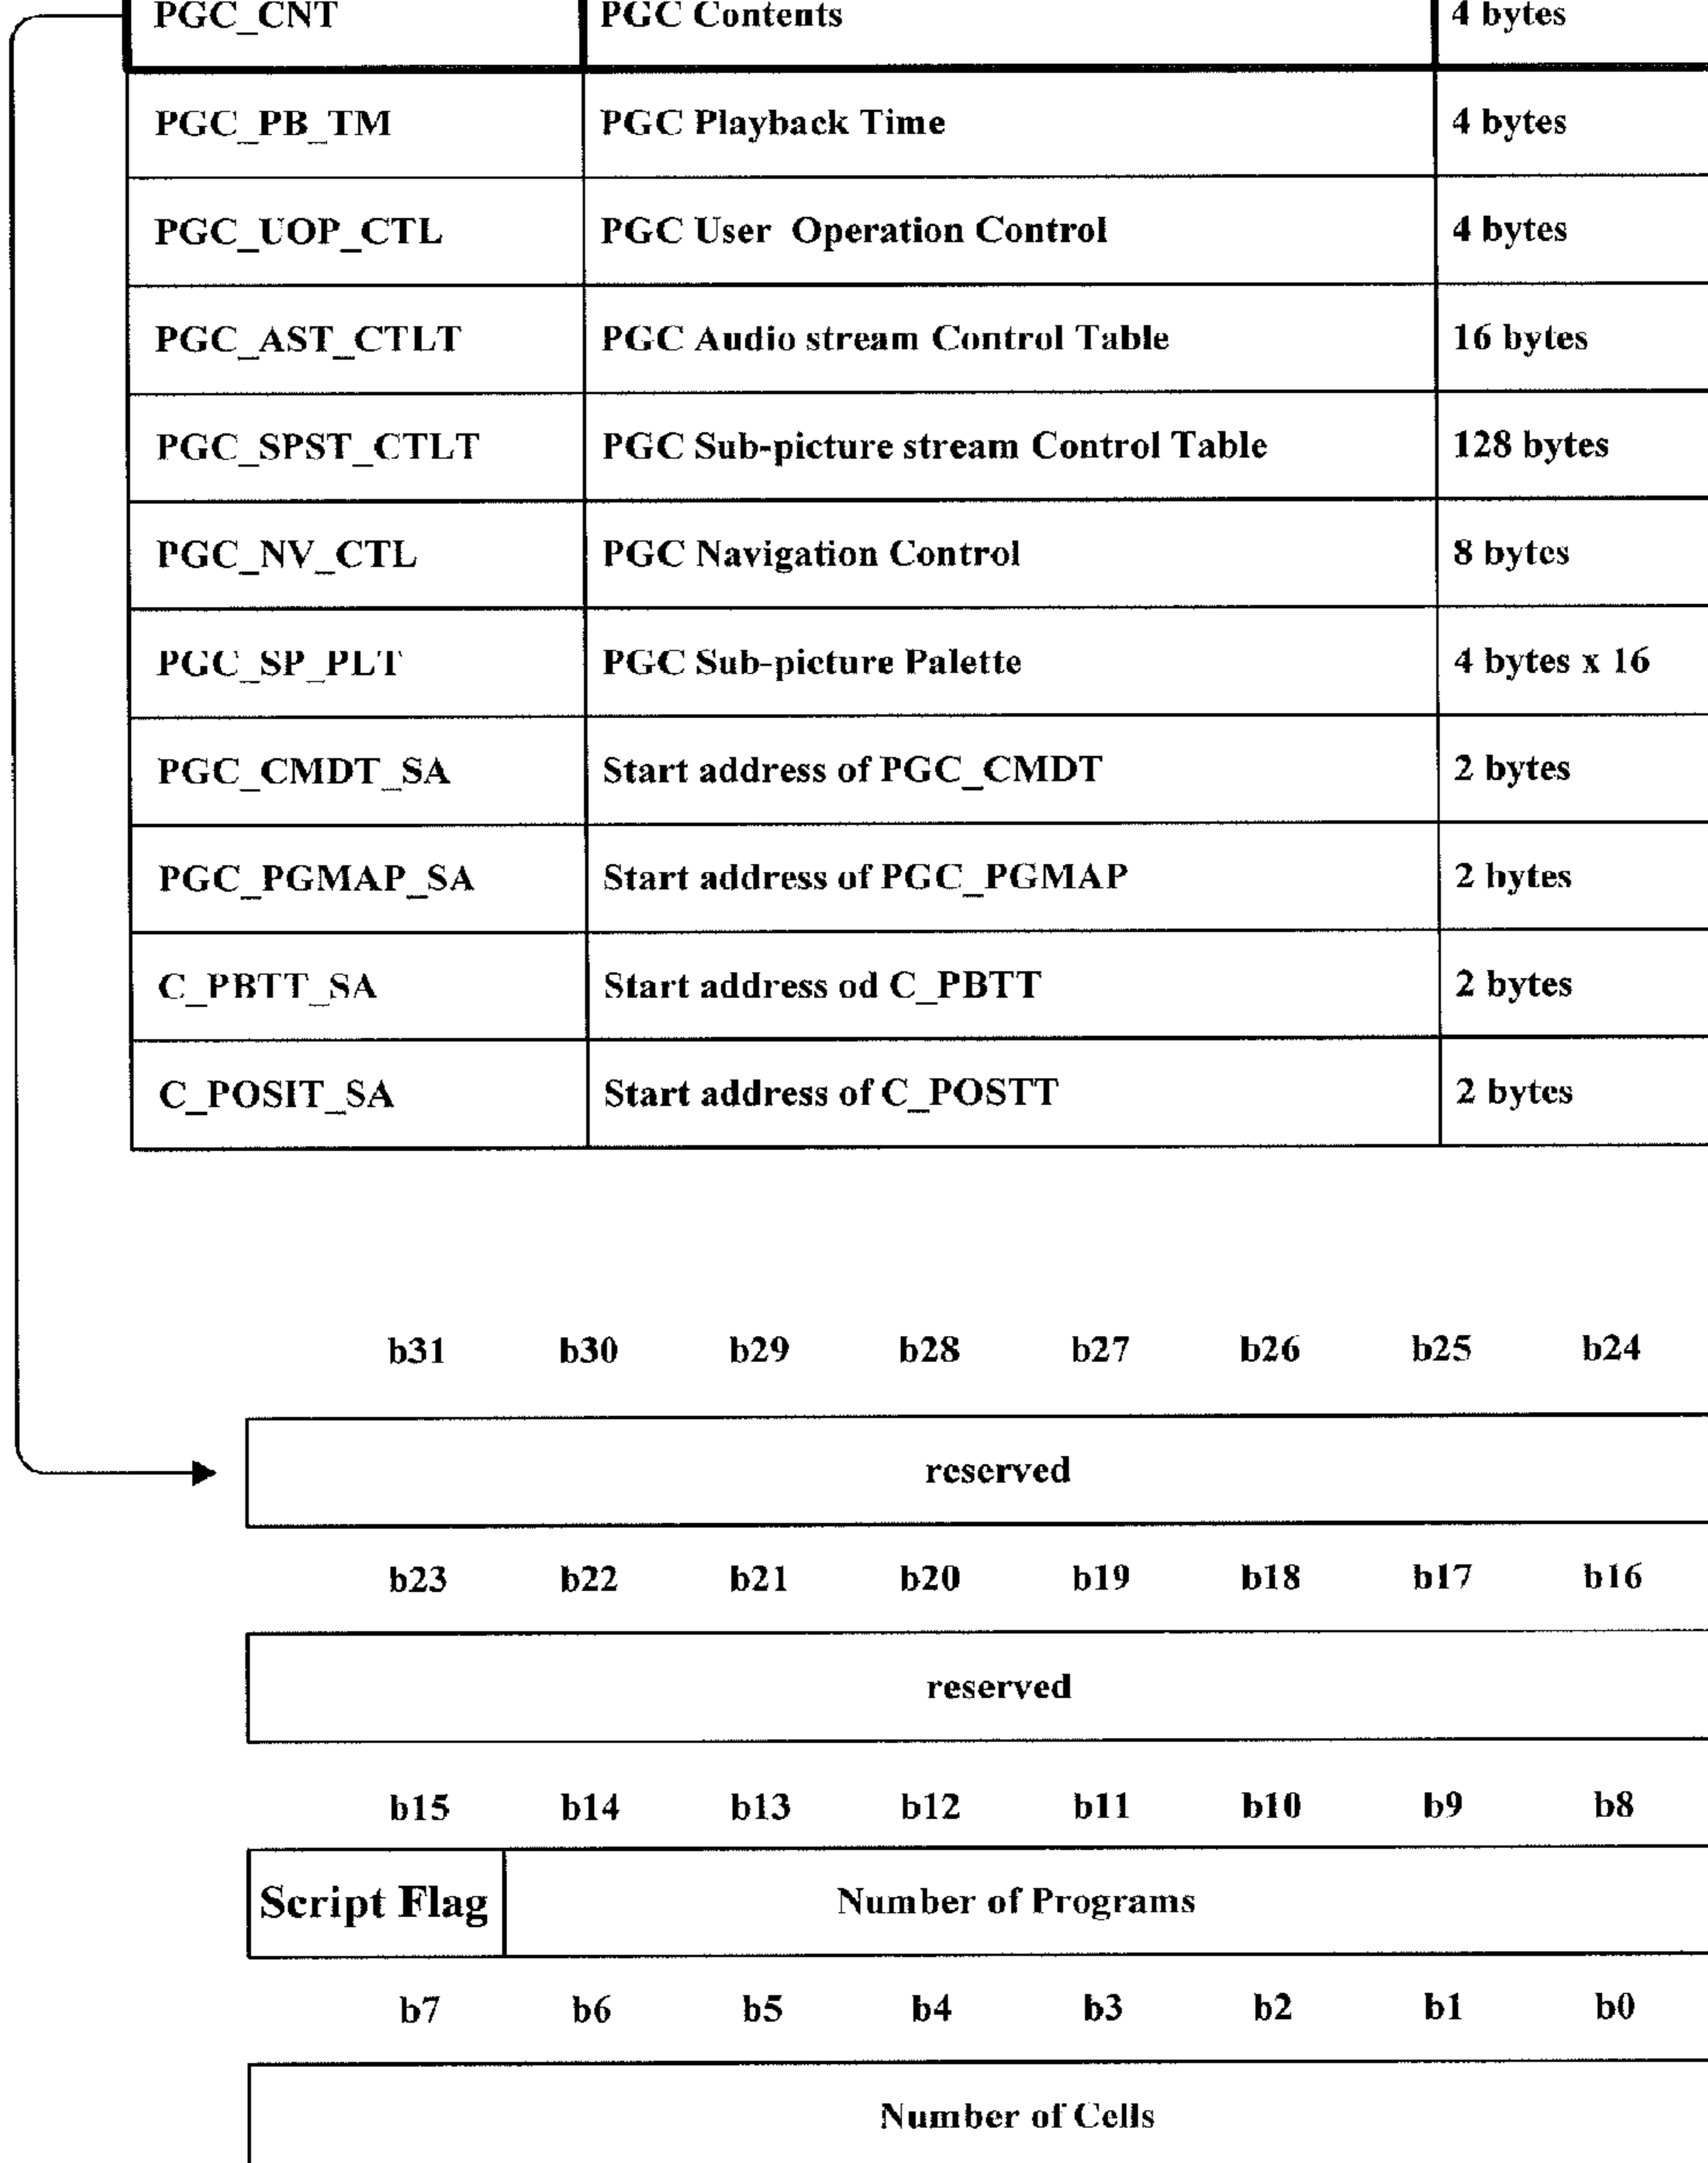 PGC_CNT PGC Contents 4 bytes
PGC_PB_TM PGC Playback Time 4 bytes
PGC_UOP_CTL PGC User Operation Control 4 bytes
PGC_AST_CTLT PGC Audio stream Control Table 16 bytes
PGC_SPST_CTLT PGC Sub-picture stream Control Table 128 bytes
PGC_NV_CTL PGC Navigation Control 8 bytes
PGC_SP_PLT PGC Sub-picture Palette 4 bytes x 16
PGC_CMDT_SA Start address of PGC_CMDT 2 bytes
PGC_PGMAP_SA Start address of PGC_PGMAP 2 bytes
C_PBTT_SA Start address od C_PBTT 2 bytes
C_POSIT_SA Start address of C_POSTT 2 bytes
b31 b30 b29 b28 b27 b26 b25 b24
reserved
b23 b22 b21 b20 b19 b18 b17 b16
reserved
b15 b14 b13 b12 b11 b10 b9 b8
Script Flag Number of Programs
b7 b6 b5 b4 b3 b2 b1 b0
Number of Cells